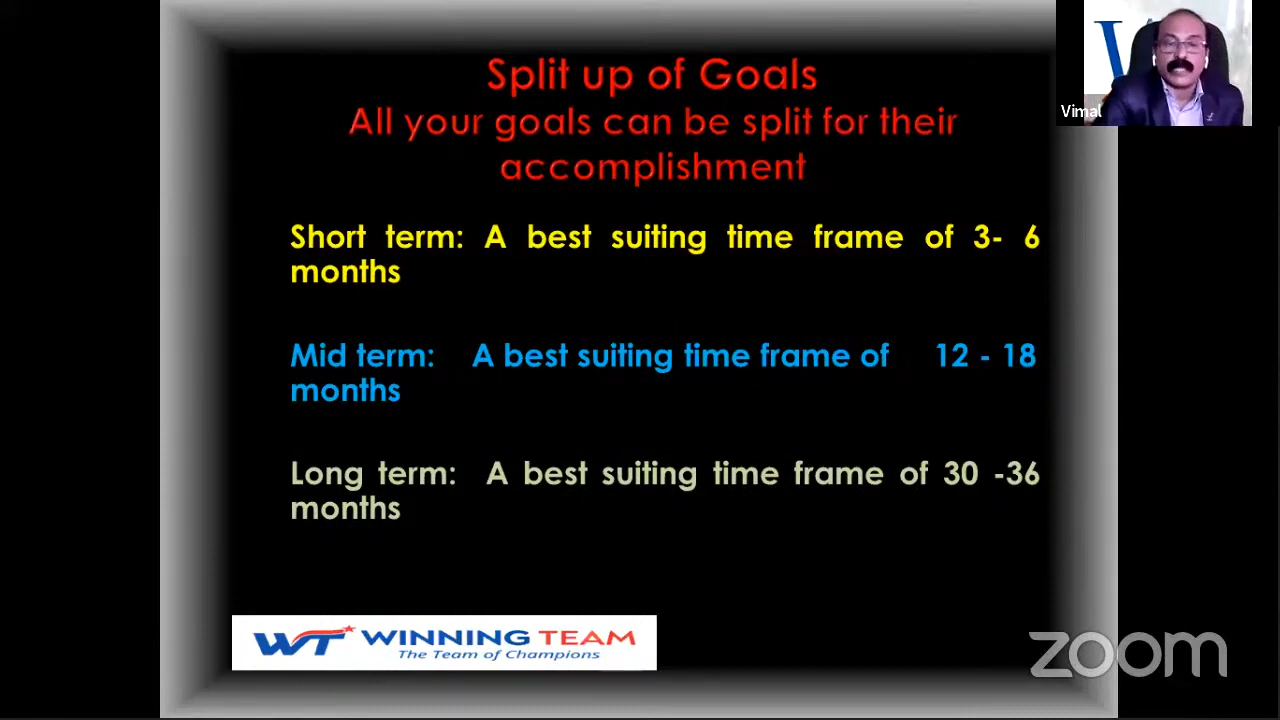 Split up of Goals
All your goals can be split for their
accomplishment
Short term: A best suiting time frame of 3- 6
months
Mid term: A best suiting time frame of 12 - 18
months
Long term: A best suiting time frame of 30 -36
months
WT WINNING TEAM
The Team of Champions
Vimal
zoom